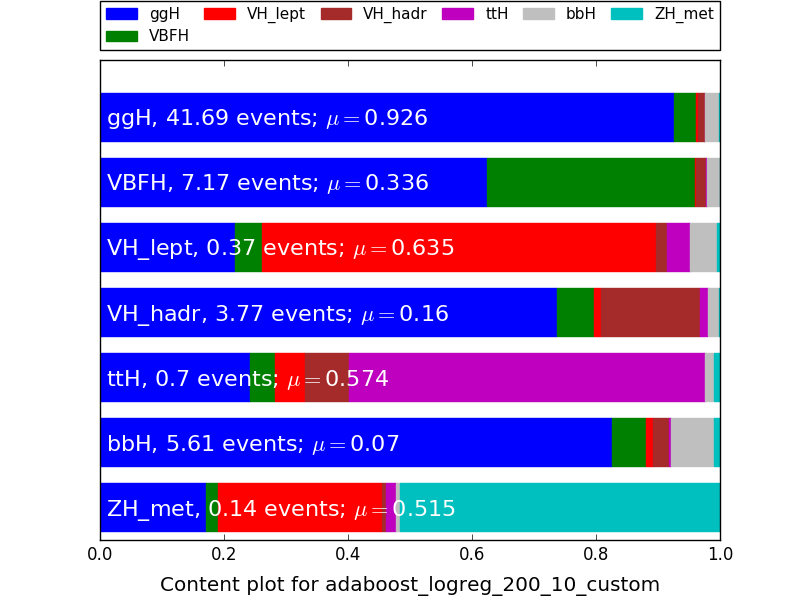 ggH VH_lept VH_hadr ttH bbH ZH_met
VBFH
ggH, 41.69 events; μ = 0.926
VBFH, 7.17 events; μ = 0.336
VH_lept, 0.37 events; μ = 0.635
VH_hadr, 3.77 events; μ = 0.16
ttH, 0.7 events; μ = 0.574
bbH, 5.61 events; μ = 0.07
ZH_met, 0.14 events; μ = 0.515
0.0 0.2 0.4 0.6 0.8 1.0
Content plot for adaboost_logreg_200_10_custom